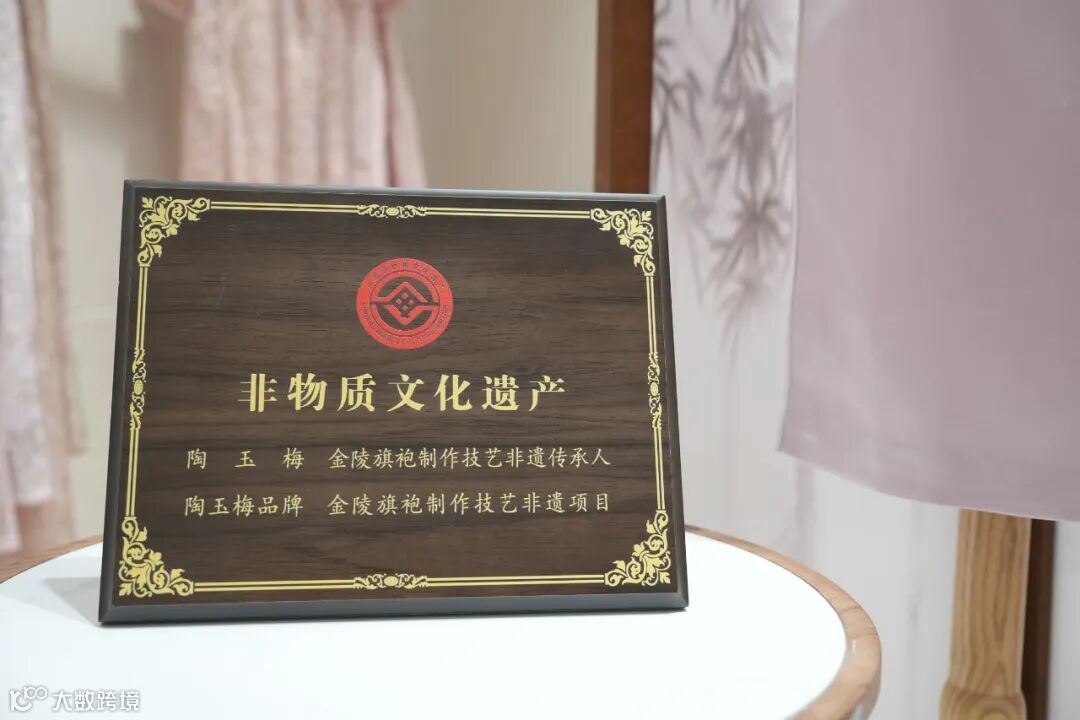 非物质文化遗产
陶玉梅 金陵旗袍制作技艺非遗传承人
陶玉梅品牌 金陵旗袍制作技艺非遗项目
大数跨境